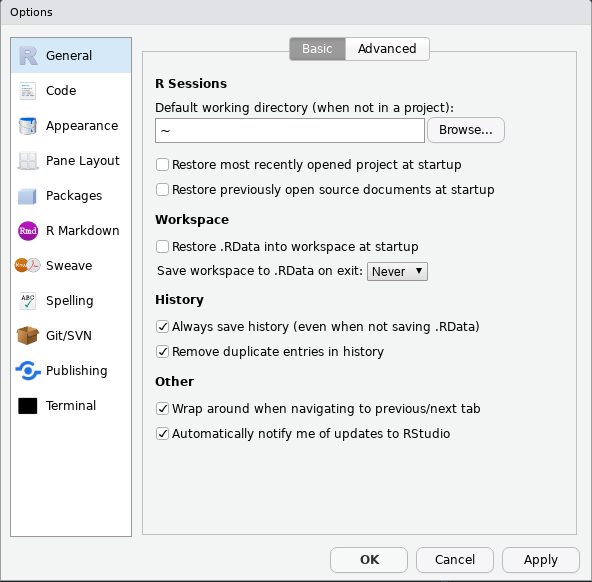 Options
General
Code
Appearance
Pane Layout
Packages
Rmd R Markdown
Sweave
ABC Spelling
Git/SVN
Publishing
Terminal
Basic Advanced
R Sessions
Default working directory (when not in a project):
~ Browse...
Restore most recently opened project at startup
Restore previously open source documents at startup
Workspace
Restore .RData into workspace at startup
Save workspace to .RData on exit: Never
History
Always save history (even when not saving .RData)
Remove duplicate entries in history
Other
Wrap around when navigating to previous/next tab
Automatically notify me of updates to RStudio
OK Cancel Apply